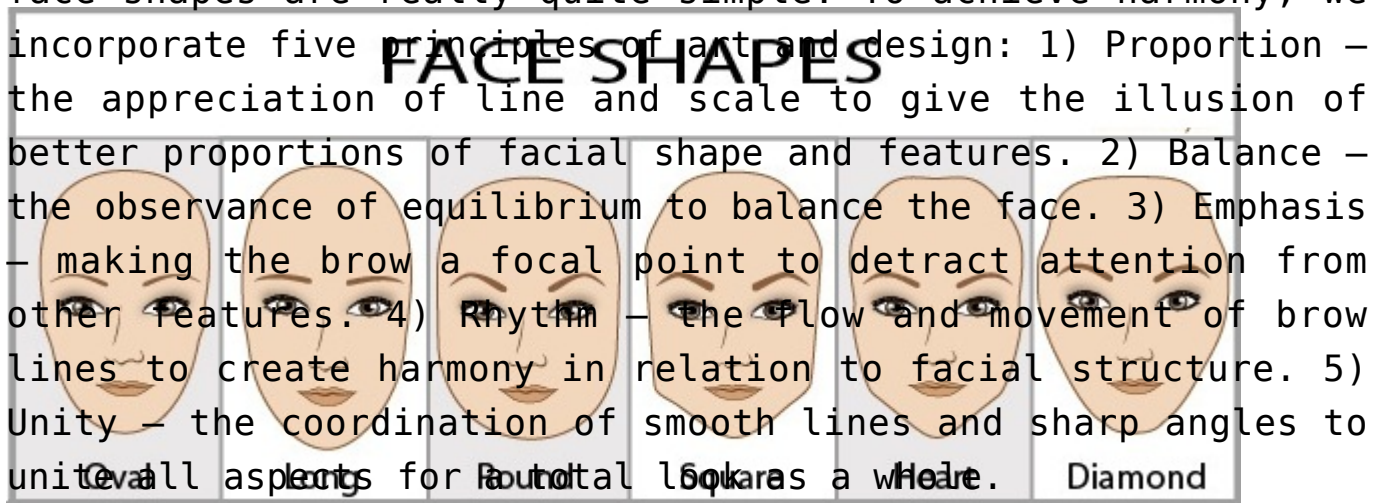 face shapes are really quite simple. To achieve harmony, we
incorporate five principles of art and design: 1) Proportion —
FACE SHAPES
the appreciation of line and scale to give the illusion of
better proportions of facial shape and features. 2) Balance —
the observance of equilibrium to balance the face. 3) Emphasis
— making the brow a focal point to detract attention from
other features. 4) Rhythm — the flow and movement of brow
lines to create harmony in relation to facial structure. 5)
Unity — the coordination of smooth lines and sharp angles to
unite all aspects for a total look as a whole.
Oval Long Round Square Heart Diamond